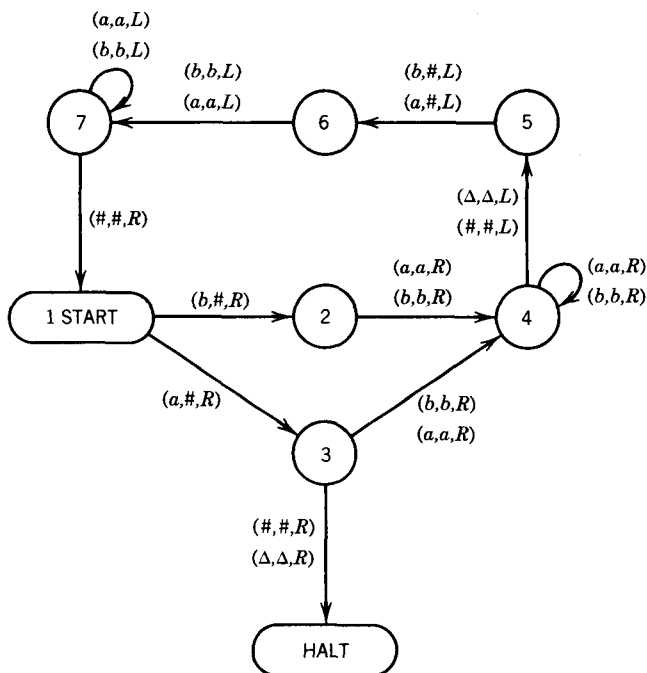 (a,a,L)
(b,b,L)
(b,b,L)
(a,a,L)
(b,#,L)
(a,#,L)
7
6
5
(#,#,R)
(Δ,Δ,L)
(#,#,L)
1 START
(b,#,R)
2
(a,a,R)
(b,b,R)
4
(a,a,R)
(b,b,R)
(a,#,R)
3
(b,b,R)
(a,a,R)
(#,#,R)
(Δ,Δ,R)
HALT